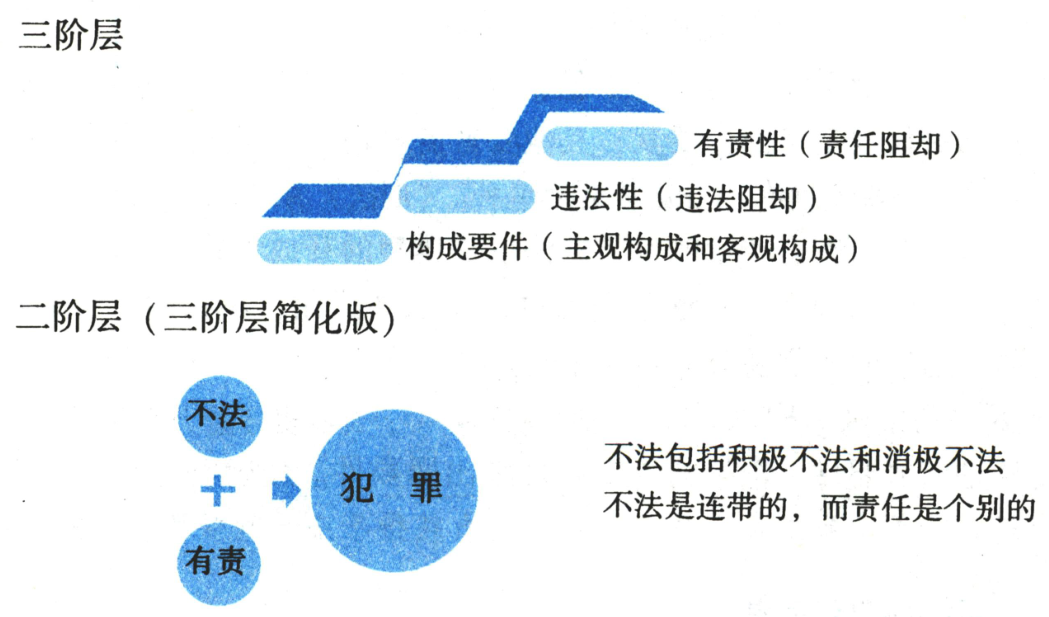 三阶层
有责性（责任阻却）
违法性（违法阻却）
构成要件（主观构成和客观构成）
二阶层（三阶层简化版）
不法
+
有责
犯 罪
不法包括积极不法和消极不法
不法是连带的，而责任是个别的